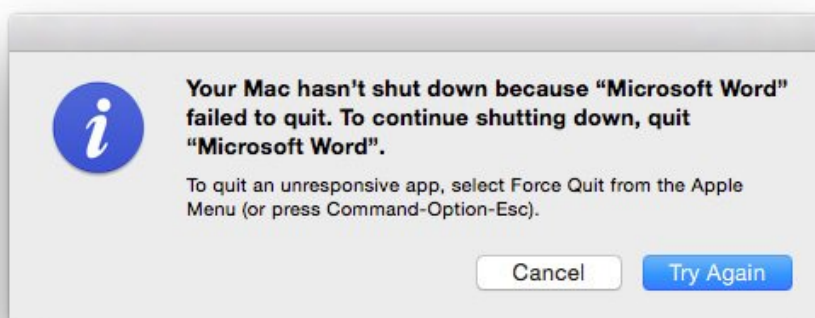 Your Mac hasn’t shut down because “Microsoft Word”
failed to quit. To continue shutting down, quit
“Microsoft Word”.
To quit an unresponsive app, select Force Quit from the Apple
Menu (or press Command-Option-Esc).
Cancel Try Again